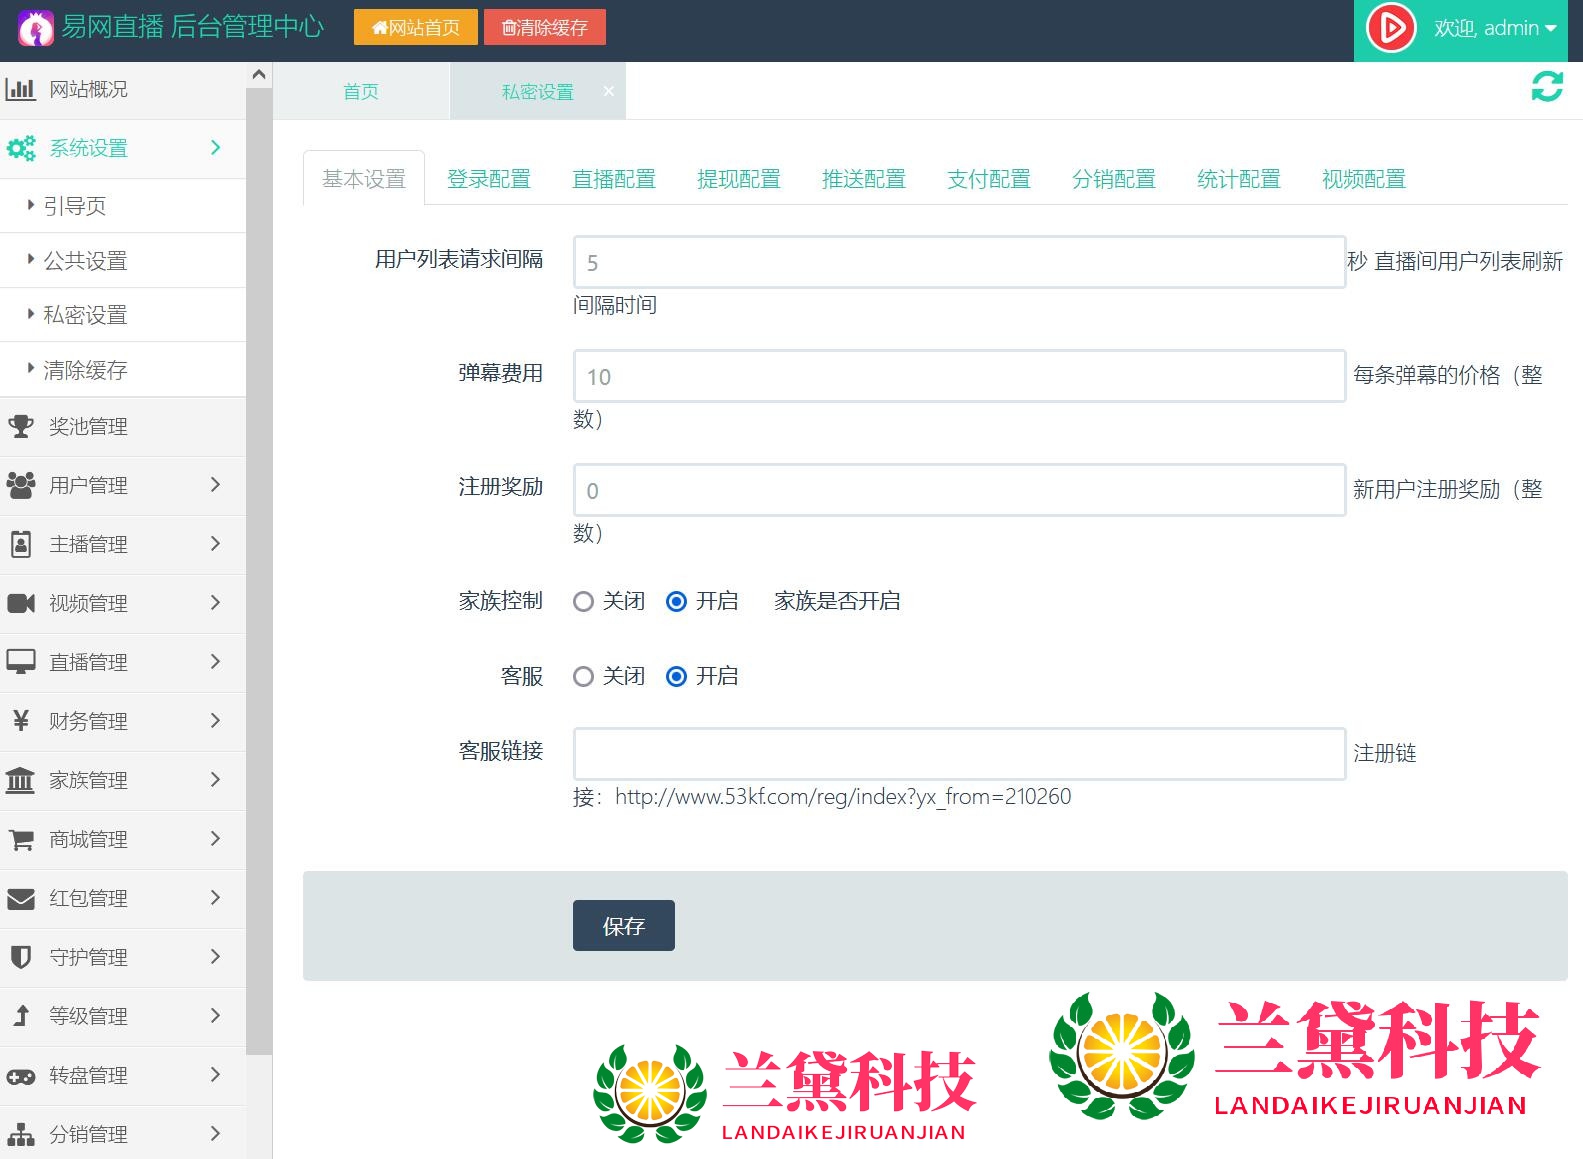 易网直播 后台管理中心
网站首页
清除缓存
欢迎, admin
网站概况
系统设置
引导页
公共设置
私密设置
清除缓存
奖池管理
用户管理
主播管理
视频管理
直播管理
财务管理
家族管理
商城管理
红包管理
守护管理
等级管理
转盘管理
分销管理
首页
私密设置 ×
基本设置 登录配置 直播配置 提现配置 推送配置 支付配置 分销配置 统计配置 视频配置
用户列表请求间隔 5 秒 直播间用户列表刷新
间隔时间
弹幕费用 10 每条弹幕的价格（整
数）
注册奖励 0 新用户注册奖励（整
数）
家族控制 关闭 开启 家族是否开启
客服 关闭 开启
客服链接 注册链
接：http://www.53kf.com/reg/index?yx_from=210260
保存
兰黛科技
LANDAIKEJIRUANJIAN
兰黛科技
LANDAIKEJIRUANJIAN